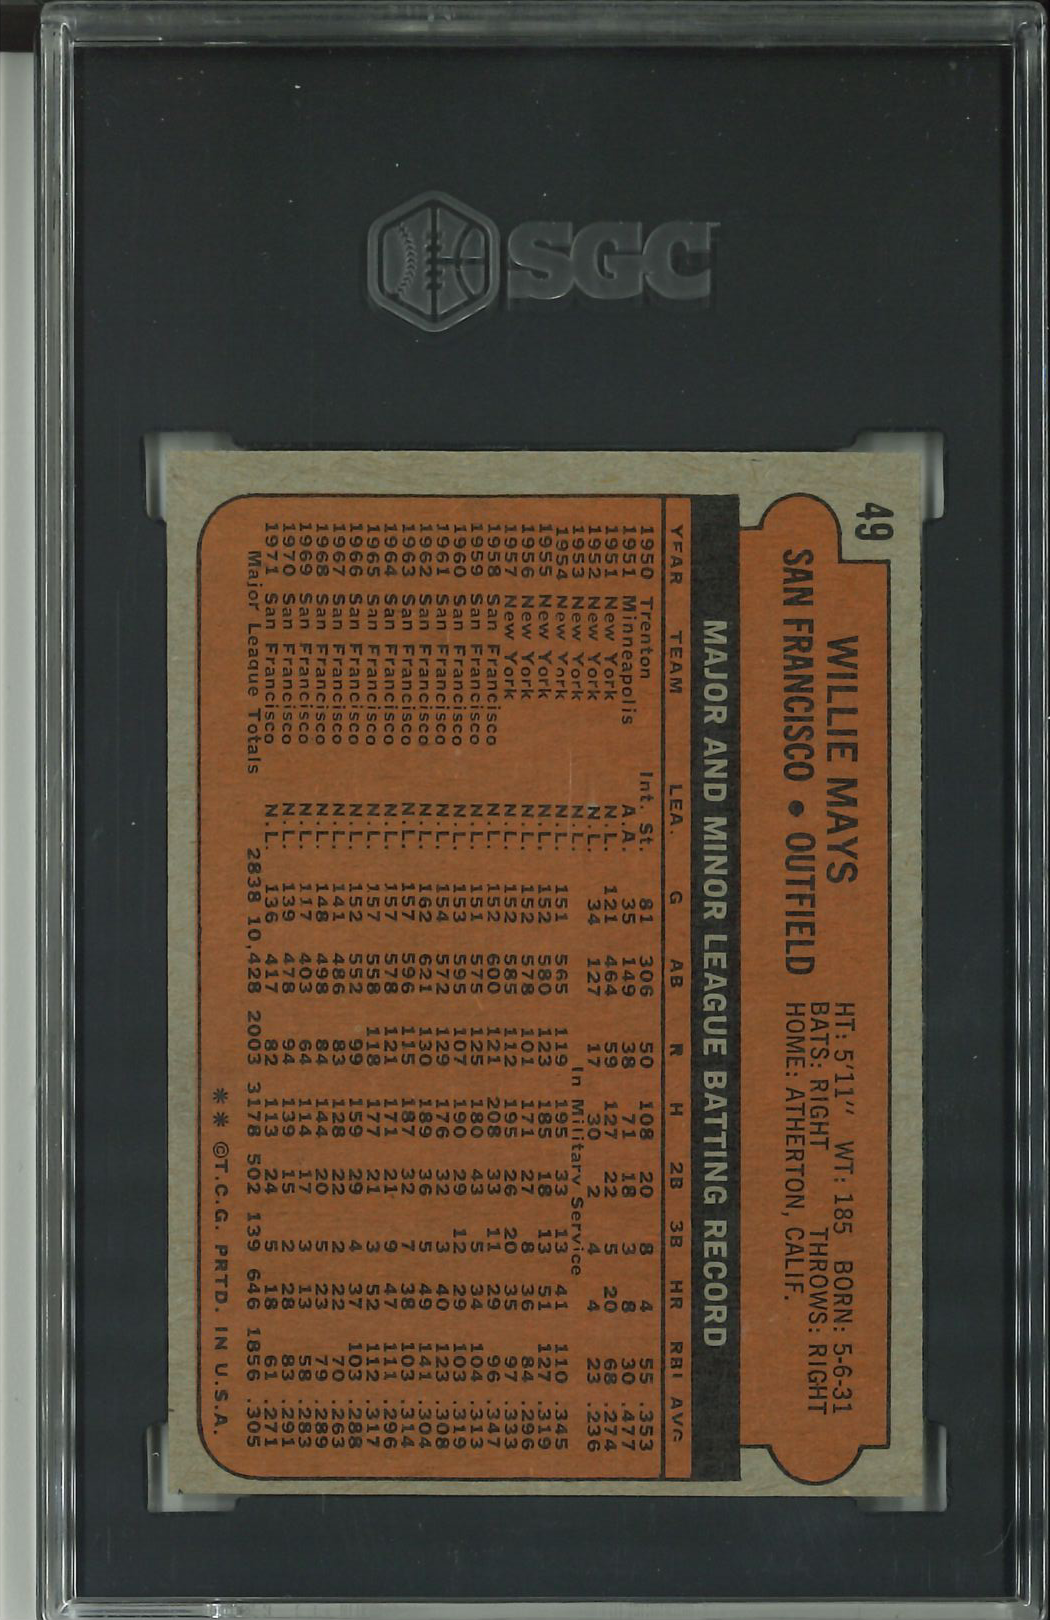 SGC
49
WILLIE MAYS
SAN FRANCISCO • OUTFIELD
HT: 5'11" WT: 185 BORN: 5-6-31
BATS: RIGHT THROWS: RIGHT
HOME: ATHERTON, CALIF.
MAJOR AND MINOR LEAGUE BATTING RECORD
YEAR TEAM LEA. G AB R H 2B 3B HR RBI AVG
1950 Trenton Int. St. 81 306 50 108 20 8 4 55 .353
1951 Minneapolis A.A. 35 149 38 71 18 3 8 30 .477
1951 New York N.L. 121 464 59 127 22 5 20 68 .274
1952 New York N.L. 34 127 17 30 2 4 4 23 .236
1953 New York N.L. In Military Service
1954 New York N.L. 151 565 119 195 33 13 41 110 .345
1955 New York N.L. 152 580 123 185 18 13 51 127 .319
1956 New York N.L. 152 578 101 171 27 8 36 84 .296
1957 New York N.L. 152 585 112 195 26 20 35 97 .333
1958 San Francisco N.L. 152 600 121 208 33 11 29 96 .347
1959 San Francisco N.L. 151 575 125 180 43 5 34 104 .313
1960 San Francisco N.L. 153 595 107 190 29 12 29 103 .319
1961 San Francisco N.L. 154 572 129 176 32 3 40 123 .308
1962 San Francisco N.L. 162 621 130 189 36 5 49 141 .304
1963 San Francisco N.L. 157 596 115 187 32 7 38 103 .314
1964 San Francisco N.L. 157 578 121 171 21 9 47 111 .296
1965 San Francisco N.L. 157 558 118 177 21 3 52 112 .317
1966 San Francisco N.L. 152 552 99 159 29 4 37 103 .288
1967 San Francisco N.L. 141 486 83 128 22 2 22 70 .263
1968 San Francisco N.L. 148 498 84 144 20 5 23 79 .289
1969 San Francisco N.L. 117 403 64 114 17 3 13 58 .283
1970 San Francisco N.L. 139 478 94 139 15 2 28 83 .291
1971 San Francisco N.L. 136 417 82 113 24 5 18 61 .271
Major League Totals 2838 10,428 2003 3178 502 139 646 1856 .305
** ©T.C.G. PRTD. IN U.S.A.